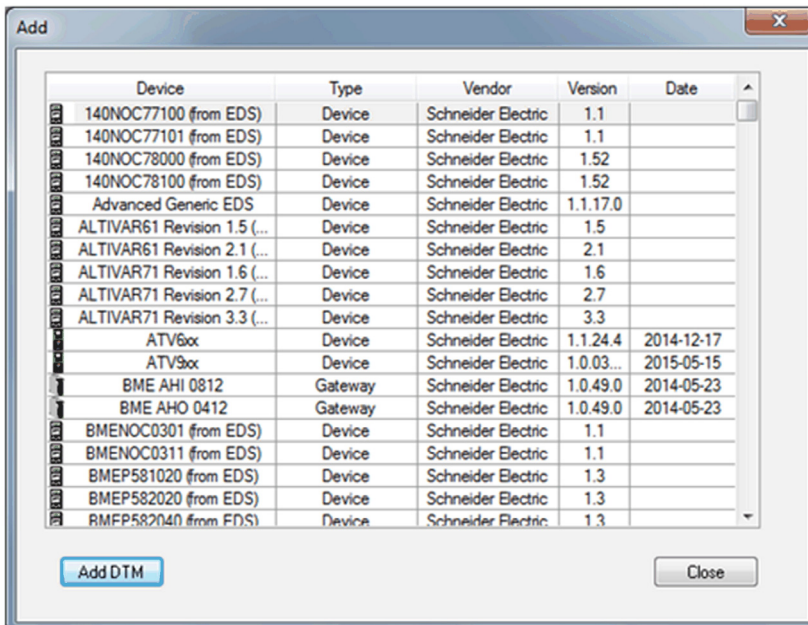 Add
Device Type Vendor Version Date
140NOC77100 (from EDS) Device Schneider Electric 1.1
140NOC77101 (from EDS) Device Schneider Electric 1.1
140NOC78000 (from EDS) Device Schneider Electric 1.52
140NOC78100 (from EDS) Device Schneider Electric 1.52
Advanced Generic EDS Device Schneider Electric 1.1.17.0
ALTIVAR61 Revision 1.5 (... Device Schneider Electric 1.5
ALTIVAR61 Revision 2.1 (... Device Schneider Electric 2.1
ALTIVAR71 Revision 1.6 (... Device Schneider Electric 1.6
ALTIVAR71 Revision 2.7 (... Device Schneider Electric 2.7
ALTIVAR71 Revision 3.3 (... Device Schneider Electric 3.3
ATV6xx Device Schneider Electric 1.1.24.4 2014-12-17
ATV9xx Device Schneider Electric 1.0.03... 2015-05-15
BME AHI 0812 Gateway Schneider Electric 1.0.49.0 2014-05-23
BME AHO 0412 Gateway Schneider Electric 1.0.49.0 2014-05-23
BMENOC0301 (from EDS) Device Schneider Electric 1.1
BMENOC0311 (from EDS) Device Schneider Electric 1.1
BMEP581020 (from EDS) Device Schneider Electric 1.3
BMEP582020 (from EDS) Device Schneider Electric 1.3
BMEP582040 (from EDS) Device Schneider Electric 1.3
Add DTM Close